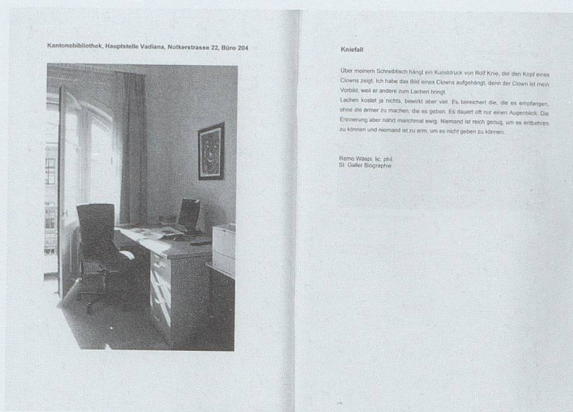 Kantonsbibliothek, Hauptstelle Vadiana, Notkerstrasse 22, Büro 204
Kniefall
Über meinem Schreibtisch hängt ein Kunstdruck von Rolf Knie, der den Kopf eines
Clowns zeigt. Ich habe das Bild eines Clowns aufgehängt, denn der Clown ist mein
Vorbild, weil er andere zum Lachen bringt.
Lachen kostet ja nichts, bewirkt aber viel. Es bereichert die, die es empfangen,
ohne die ärmer zu machen, die es geben. Es dauert oft nur einen Augenblick. Die
Erinnerung aber währt manchmal ewig. Niemand ist reich genug, um es entbehren
zu können und niemand ist zu arm, um es nicht geben zu können.
Remo Wäspi, lic. phil.
St. Galler Biographie